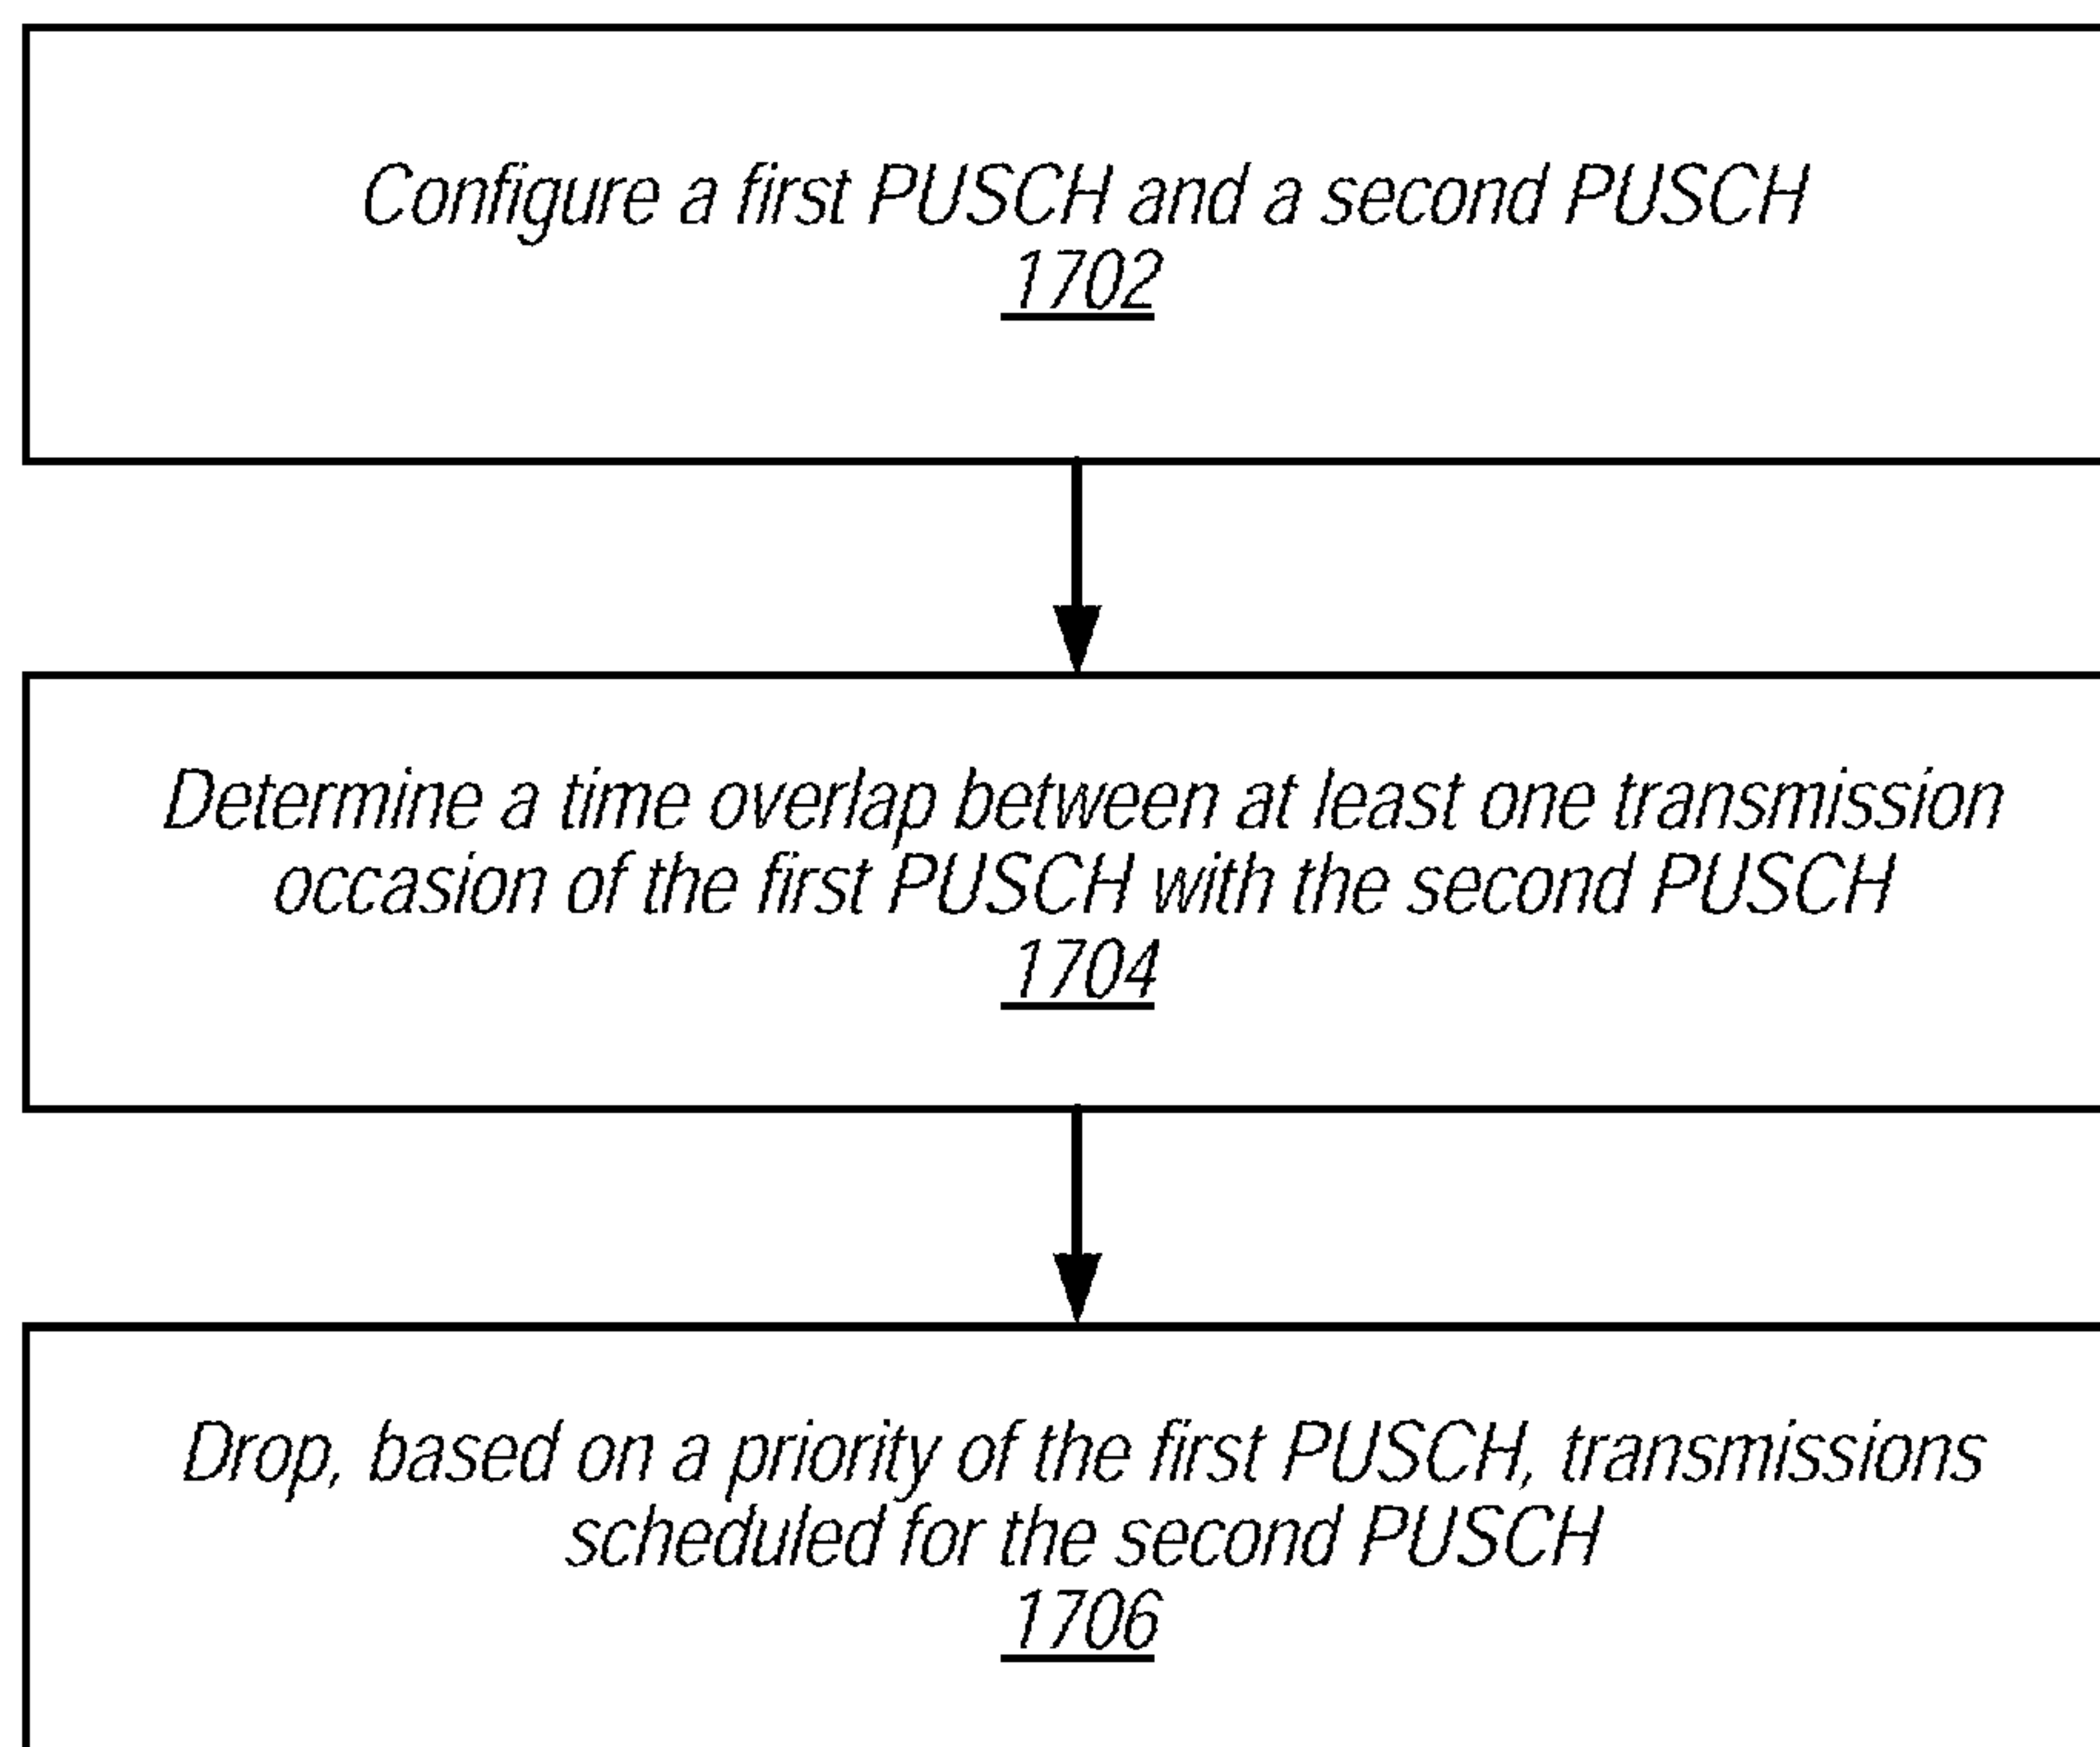 Configure a first PUSCH and a second PUSCH
1702
Determine a time overlap between at least one transmission
occasion of the first PUSCH with the second PUSCH
1704
Drop, based on a priority of the first PUSCH, transmissions
scheduled for the second PUSCH
1706